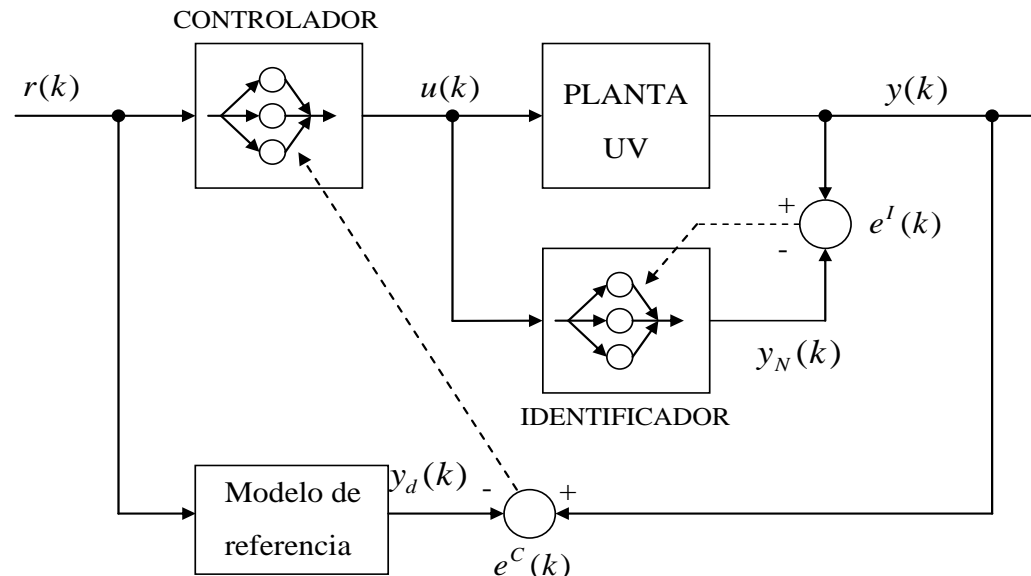 CONTROLADOR
r(k)
u(k)
PLANTA
UV
y(k)
+
-
e^I(k)
y_N(k)
IDENTIFICADOR
Modelo de
referencia
y_d(k)
-
+
e^C(k)